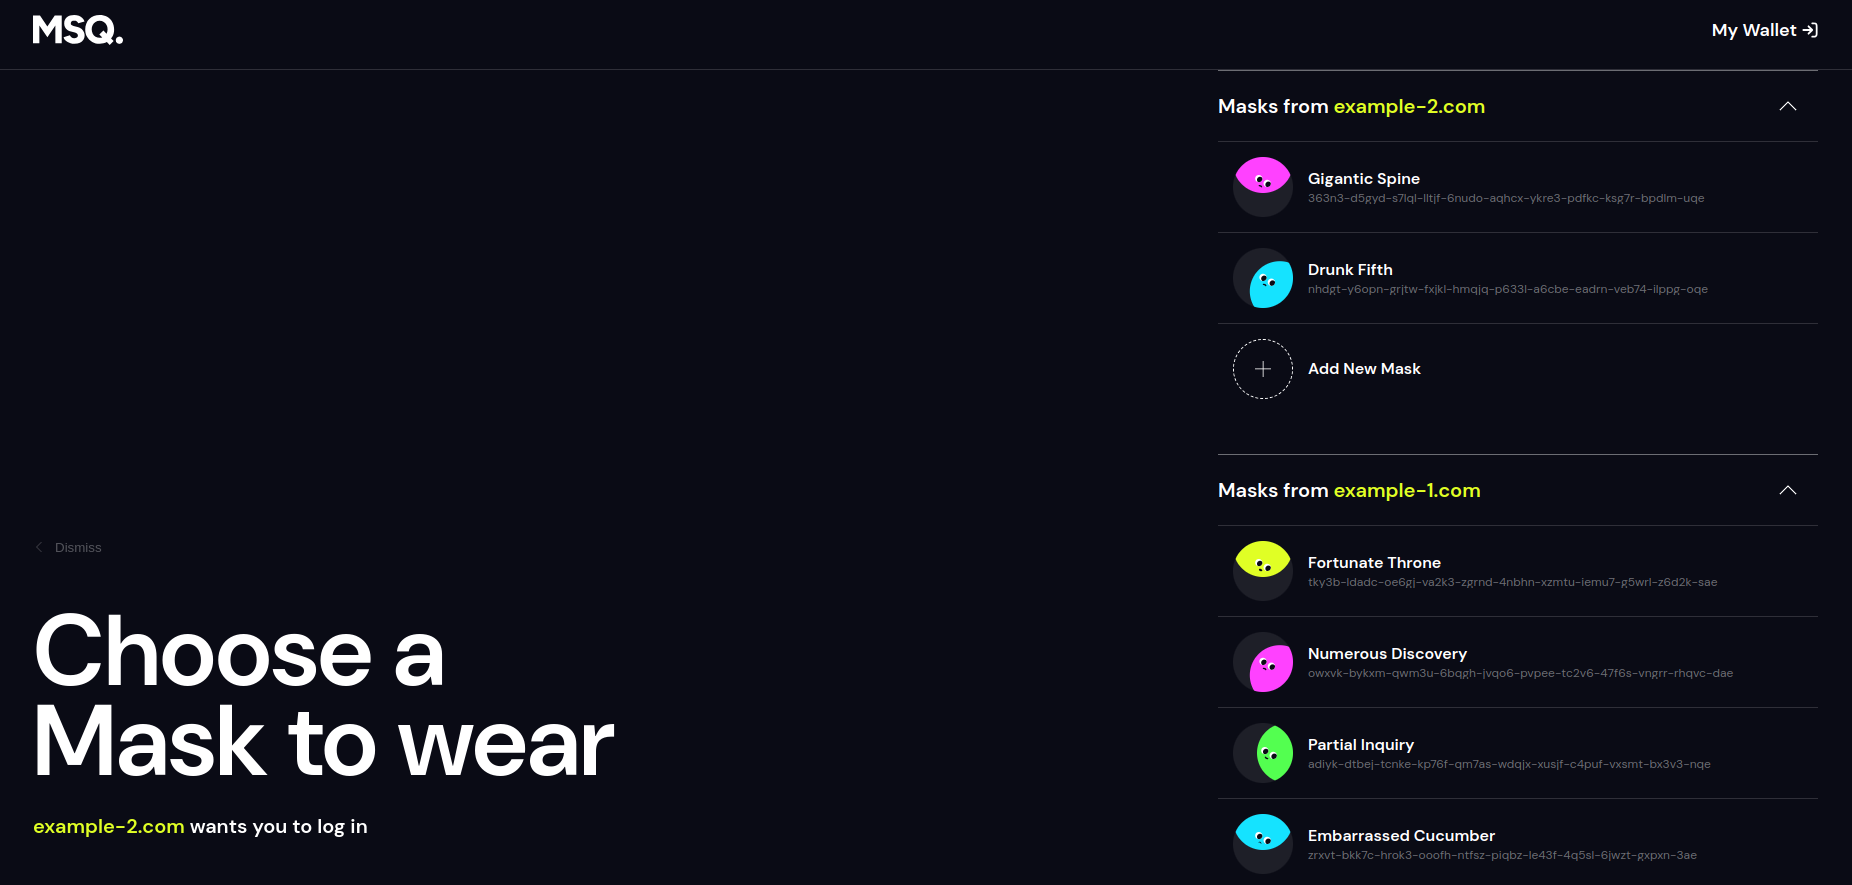 MSQ.
My Wallet
Masks from example-2.com
Gigantic Spine
363n3-d5gyd-s7lql-lltjf-6nudo-aqhcx-ykre3-pdfkc-ksg7r-bpdlm-uqe
Drunk Fifth
nhdgt-y6opn-grjtw-fxjkl-hmqjq-p633l-a6cbe-eadrn-veb74-ilppg-oqe
Add New Mask
Masks from example-1.com
Fortunate Throne
tky3b-ldadc-oe6gj-va2k3-zgrnd-4nbhn-xzmtu-iemu7-g5wrl-z6d2k-sae
Numerous Discovery
owxvk-bykxm-qwm3u-6bqgh-jvqo6-pvpee-tc2v6-47f6s-vngrr-rhqvc-dae
Partial Inquiry
adiyk-dtbej-tcnke-kp76f-qm7as-wdqjx-xusjf-c4puf-vxsmt-bx3v3-nqe
Embarrassed Cucumber
zrxvt-bkk7c-hrok3-ooofh-ntfsz-piqbz-le43f-4q5sl-6jwzt-gxpxn-3ae
Dismiss
Choose a
Mask to wear
example-2.com wants you to log in